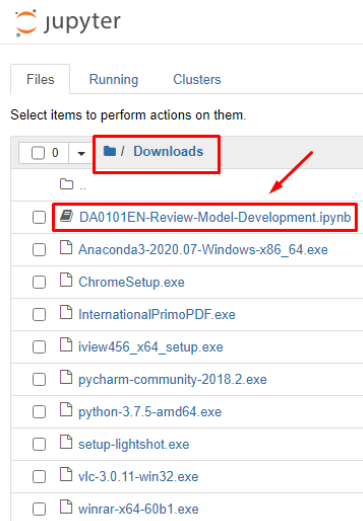 jupyter
Files Running Clusters
Select items to perform actions on them.
0 / Downloads
..
DA0101EN-Review-Model-Development.ipynb
Anaconda3-2020.07-Windows-x86_64.exe
ChromeSetup.exe
InternationalPrimoPDF.exe
iview456_x64_setup.exe
pycharm-community-2018.2.exe
python-3.7.5-amd64.exe
setup-lightshot.exe
vlc-3.0.11-win32.exe
winrar-x64-60b1.exe